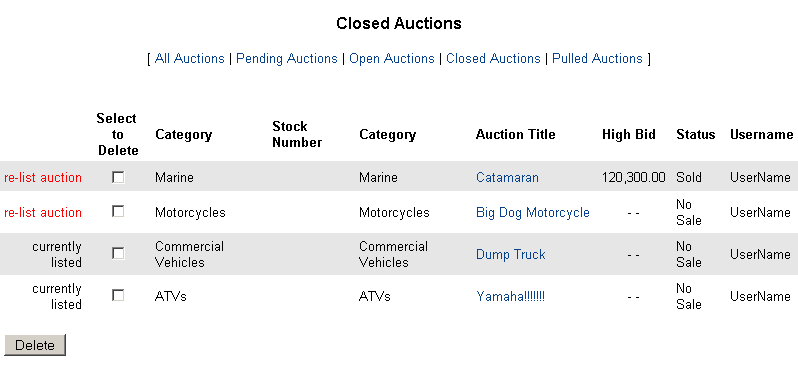 Closed Auctions
[ All Auctions | Pending Auctions | Open Auctions | Closed Auctions | Pulled Auctions ]
Select to Delete Category Stock Number Category Auction Title High Bid Status Username
re-list auction Marine Marine Catamaran 120,300.00 Sold UserName
re-list auction Motorcycles Motorcycles Big Dog Motorcycle - - No Sale UserName
currently listed Commercial Vehicles Commercial Vehicles Dump Truck - - No Sale UserName
currently listed ATVs ATVs Yamaha!!!!!!! - - No Sale UserName
Delete